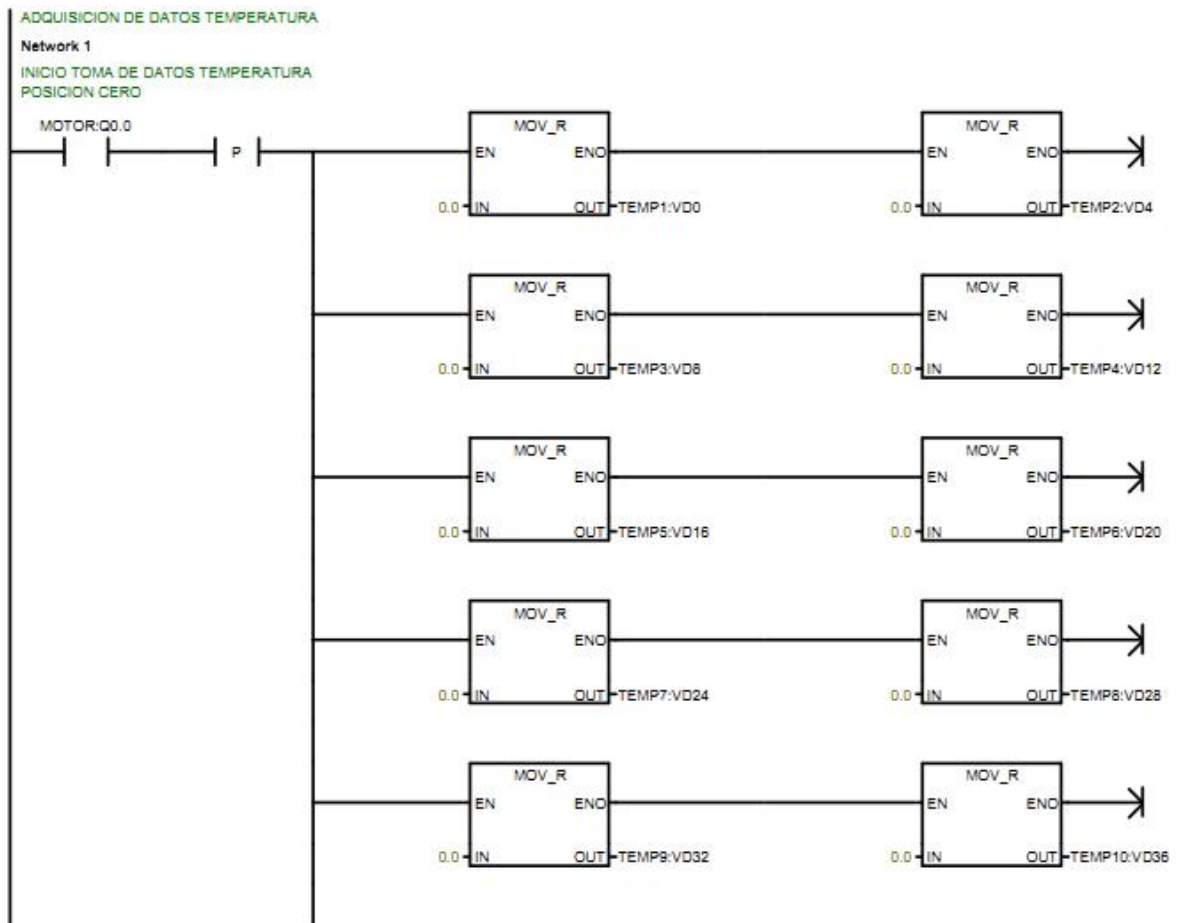 ADQUISICION DE DATOS TEMPERATURA
Network 1
INICIO TOMA DE DATOS TEMPERATURA
POSICION CERO
MOTOR:Q0.0
P
MOV_R
EN ENO
0.0 IN OUT TEMP1:VD0
MOV_R
EN ENO
0.0 IN OUT TEMP2:VD4
MOV_R
EN ENO
0.0 IN OUT TEMP3:VD8
MOV_R
EN ENO
0.0 IN OUT TEMP4:VD12
MOV_R
EN ENO
0.0 IN OUT TEMP5:VD16
MOV_R
EN ENO
0.0 IN OUT TEMP6:VD20
MOV_R
EN ENO
0.0 IN OUT TEMP7:VD24
MOV_R
EN ENO
0.0 IN OUT TEMP8:VD28
MOV_R
EN ENO
0.0 IN OUT TEMP9:VD32
MOV_R
EN ENO
0.0 IN OUT TEMP10:VD36